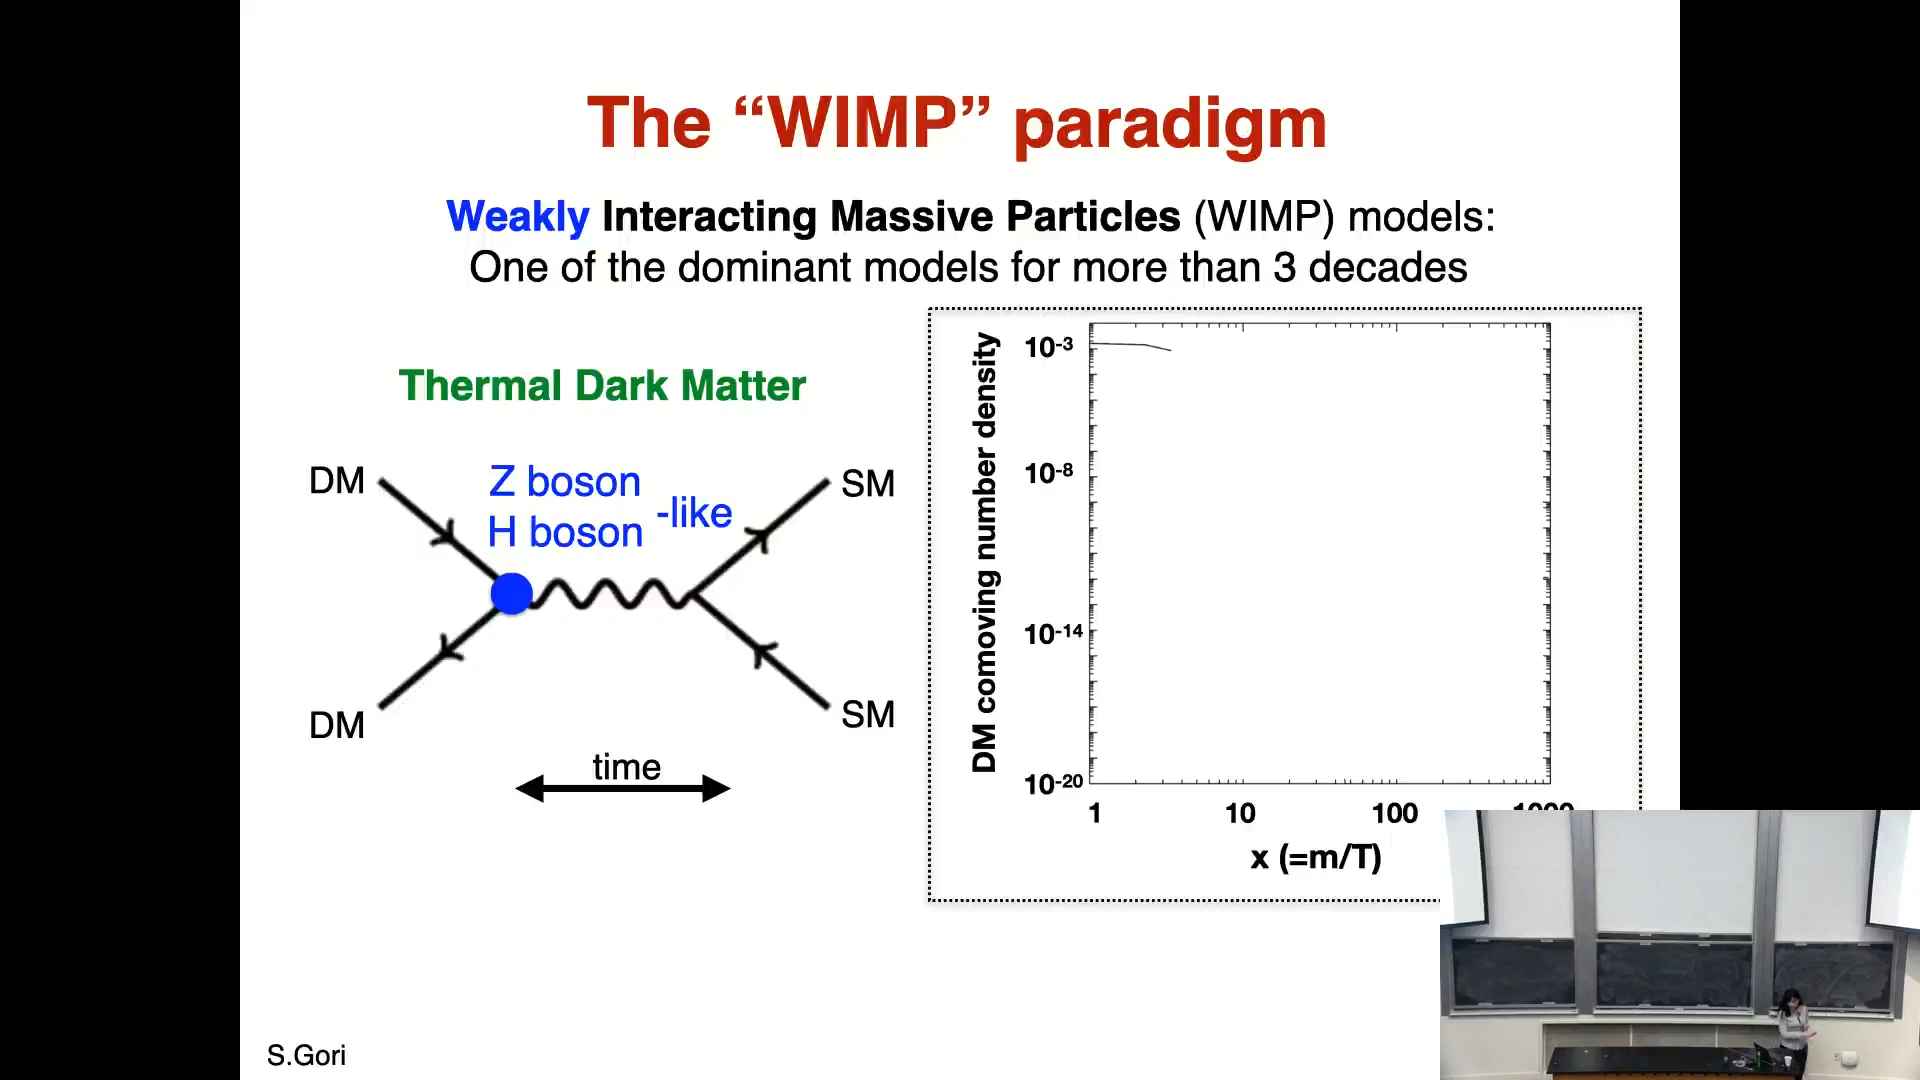 The “WIMP” paradigm
Weakly Interacting Massive Particles (WIMP) models:
One of the dominant models for more than 3 decades
Thermal Dark Matter
DM
Z boson
H boson
-like
SM
DM
SM
time
DM comoving number density
10-3
10-8
10-14
10-20
1
10
100
1000
x (=m/T)
S.Gori